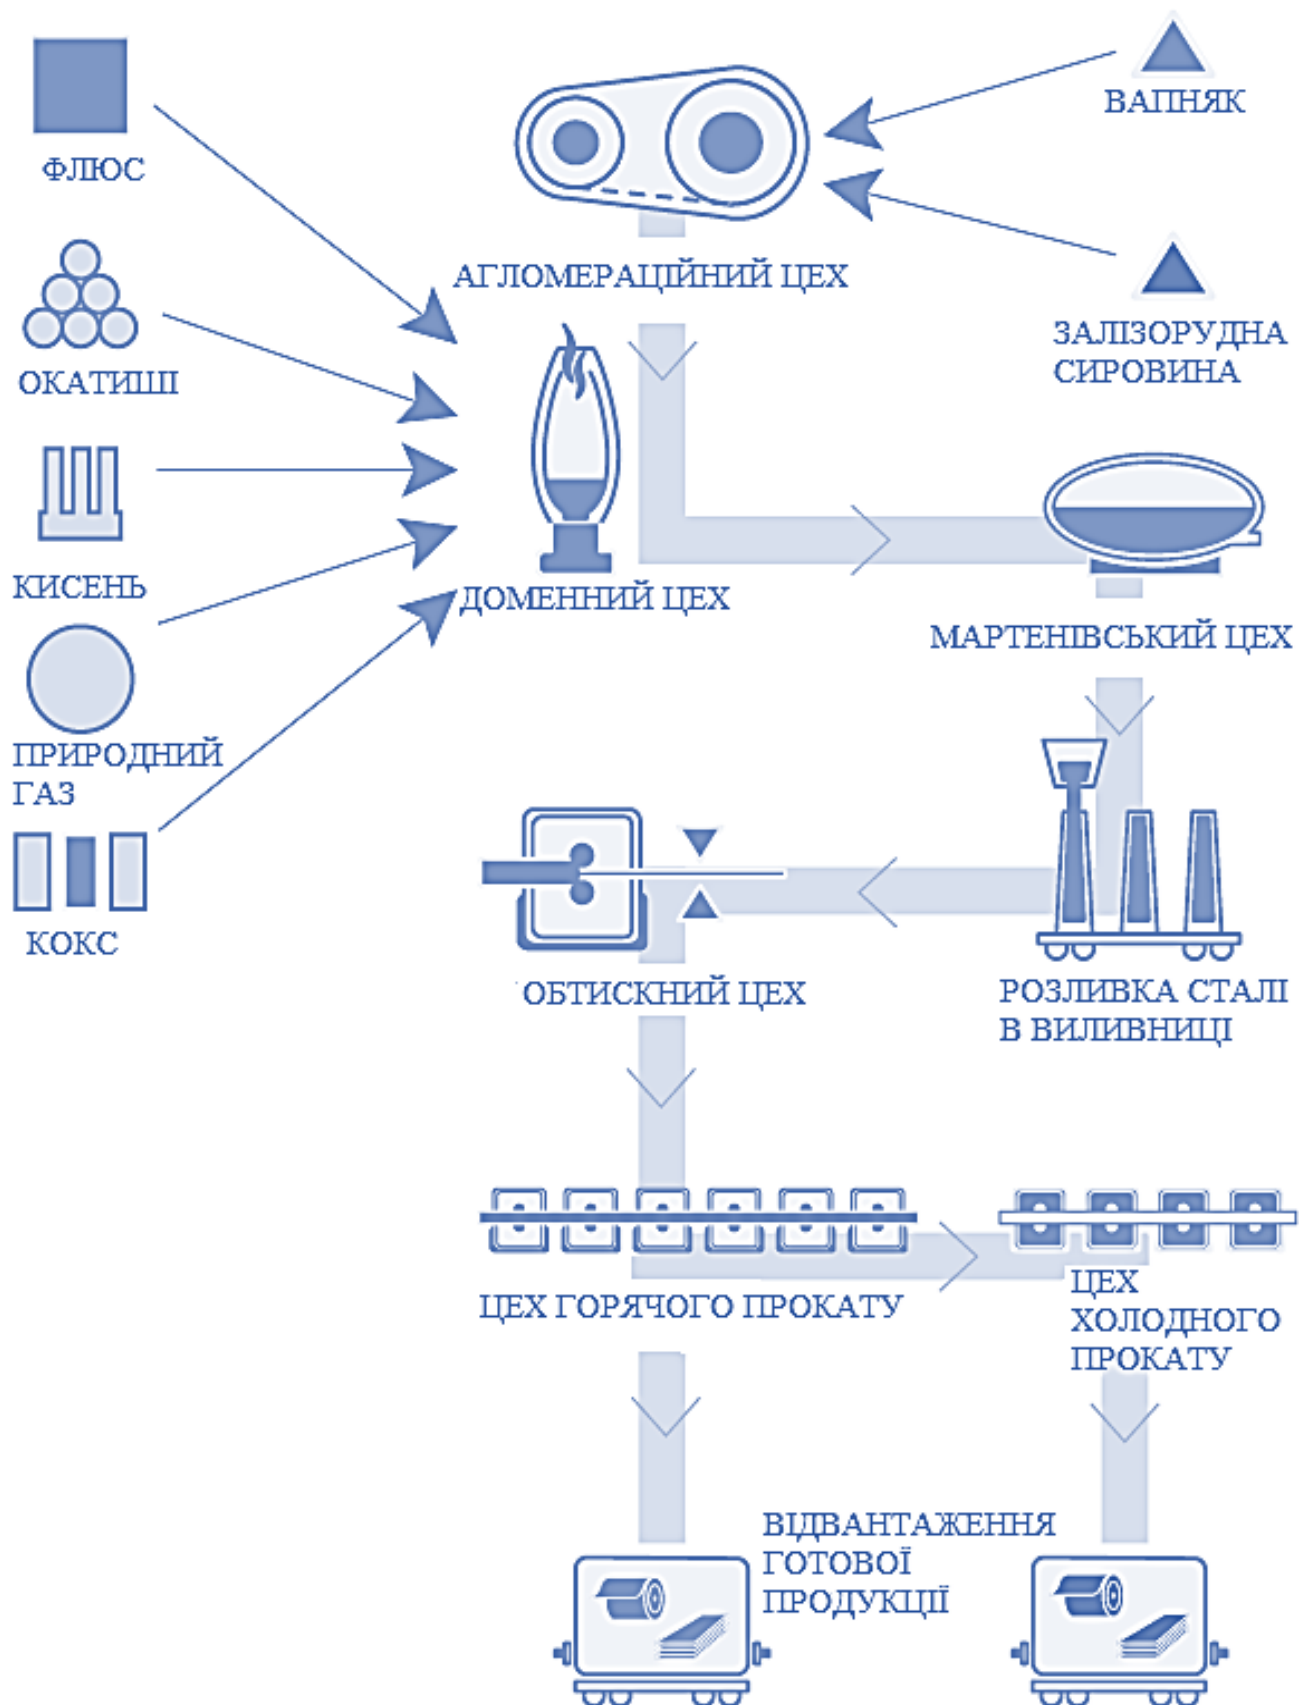 ФЛЮС
ВАПНЯК
АГЛОМЕРАЦІЙНИЙ ЦЕХ
ЗАЛІЗОРУДНА
СИРОВИНА
ОКАТИШІ
КИСЕНЬ
ДОМЕННИЙ ЦЕХ
МАРТЕНІВСЬКИЙ ЦЕХ
ПРИРОДНИЙ
ГАЗ
КОКС
ОБТИСКНИЙ ЦЕХ
РОЗЛИВКА СТАЛІ
В ВИЛИВНИЦІ
ЦЕХ ГОРЯЧОГО ПРОКАТУ
ЦЕХ
ХОЛОДНОГО
ПРОКАТУ
ВІДВАНТАЖЕННЯ
ГОТОВОЇ
ПРОДУКЦІЇ